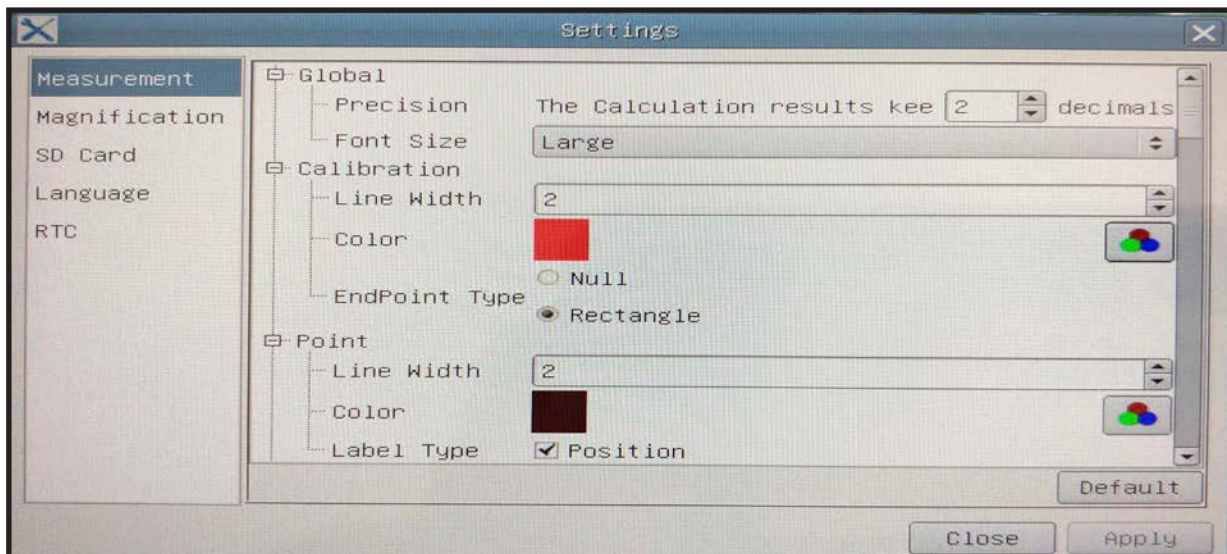 Settings
Measurement
Magnification
SD Card
Language
RTC
Global
Precision The Calculation results kee 2 decimals
Font Size Large
Calibration
Line Width 2
Color
Null
EndPoint Type
Rectangle
Point
Line Width 2
Color
Label Type Position
Default
Close Apply